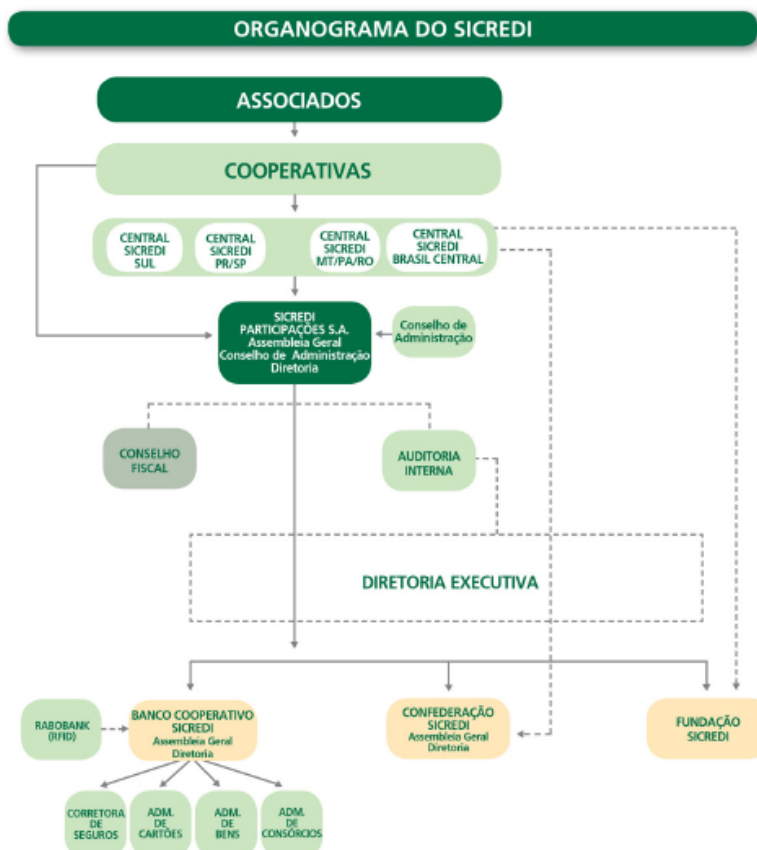 ORGANOGRAMA DO SICREDI
ASSOCIADOS
COOPERATIVAS
CENTRAL
SICREDI
SUL
CENTRAL
SICREDI
PR/SP
CENTRAL
SICREDI
MT/PA/RO
CENTRAL
SICREDI
BRASIL CENTRAL
SICREDI
PARTICIPAÇÕES S.A.
Assembleia Geral
Conselho de Administração
Diretoria
Conselho de
Administração
CONSELHO
FISCAL
AUDITORIA
INTERNA
DIRETORIA EXECUTIVA
RABOBANK
(RFID)
BANCO COOPERATIVO
SICREDI
Assembleia Geral
Diretoria
CONFEDERAÇÃO
SICREDI
Assembleia Geral
Diretoria
FUNDAÇÃO
SICREDI
CORRETORA
DE
SEGUROS
ADM.
DE
CARTÕES
ADM.
DE
BENS
ADM.
DE
CONSÓRCIOS